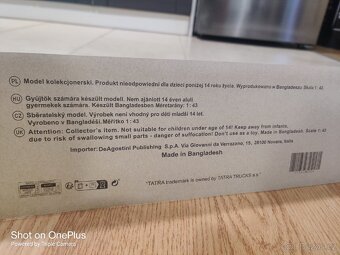 PL Model kolekcjonerski. Produkt nieodpowiedni dla dzieci poniżej 14 roku życia. Wyprodukowano w Bangladeszu Skala 1: 43
HU Gyűjtők számára készült modell. Nem ajánlott 14 éven aluli
gyermekek számára. Készült Bangladesben Méretarány: 1: 43
CZ Sběratelský model. Výrobek není vhodný pro děti mladší 14 let.
Vyrobeno v Bangladéši. Měřítko 1: 43
UK Attention: Collector's item. Not suitable for children under age of 14! Keep away from infants,
due to risk of swallowing small parts - danger of suffocation! Made in Bangladesh. Scale 1: 43
Importer: DeAgostini Publishing S.p.A. Via Giovanni da Verrazano, 15, 28100 Novara, Italia
Made in Bangladesh
"TATRA trademark is owned by TATRA TRUCKS a.s."
Shot on OnePlus
Powered by Triple Camera